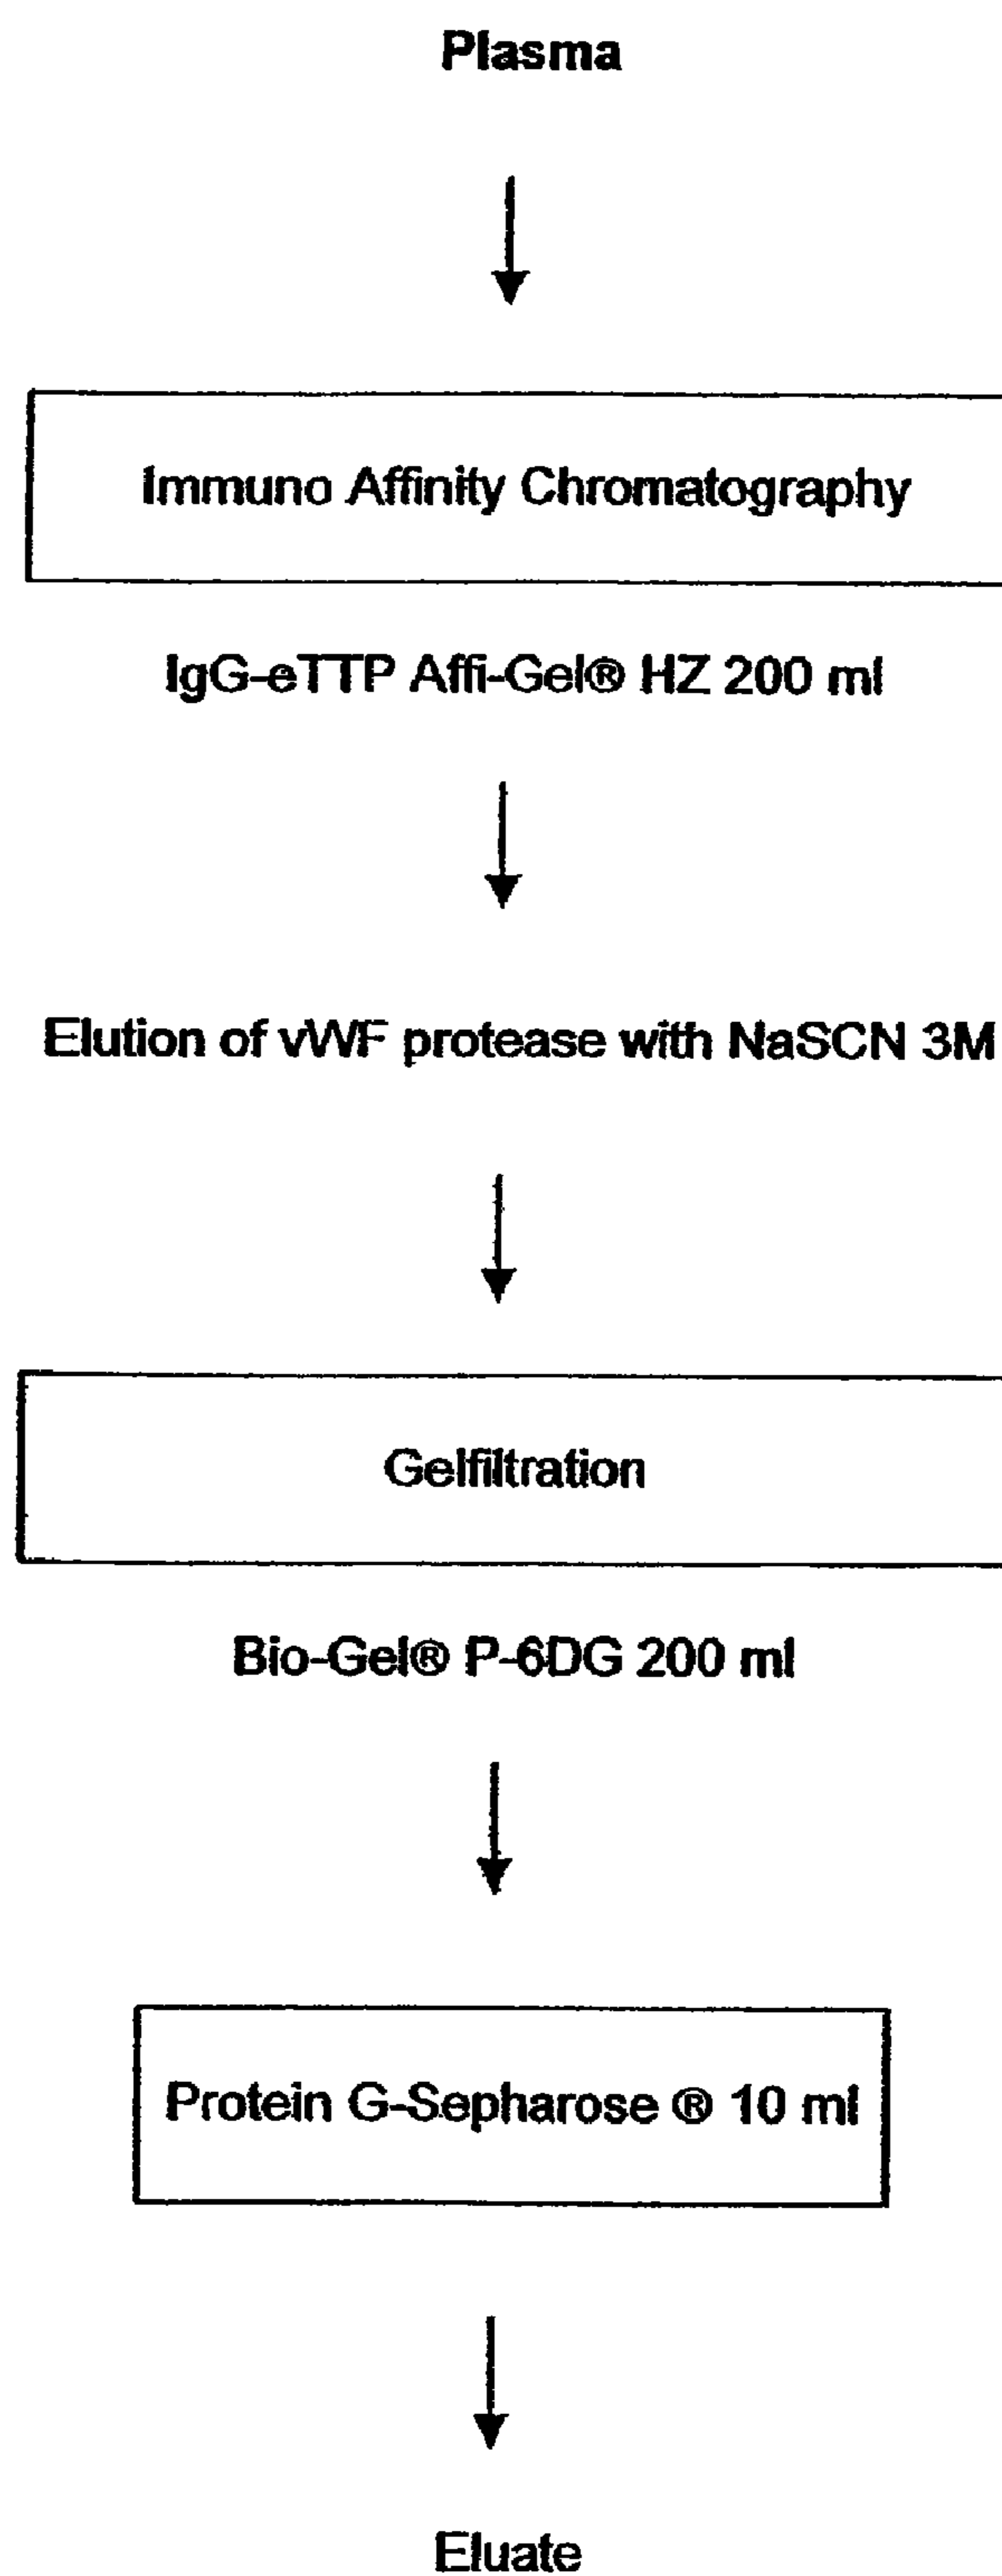 Plasma
Immuno Affinity Chromatography
IgG-eTTP Affi-Gel® HZ 200 ml
Elution of vWF protease with NaSCN 3M
Gelfiltration
Bio-Gel® P-6DG 200 ml
Protein G-Sepharose ® 10 ml
Eluate